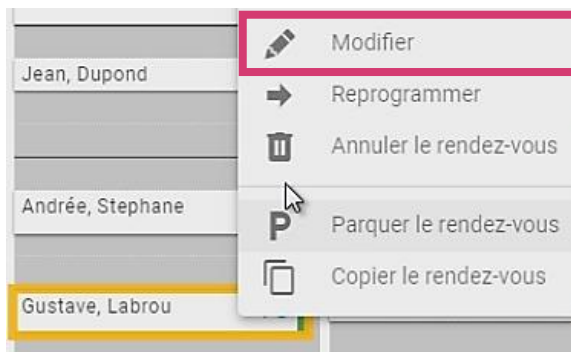 Modifier
Jean, Dupond
Reprogrammer
Annuler le rendez-vous
Andrée, Stephane
P Parquer le rendez-vous
Copier le rendez-vous
Gustave, Labrou